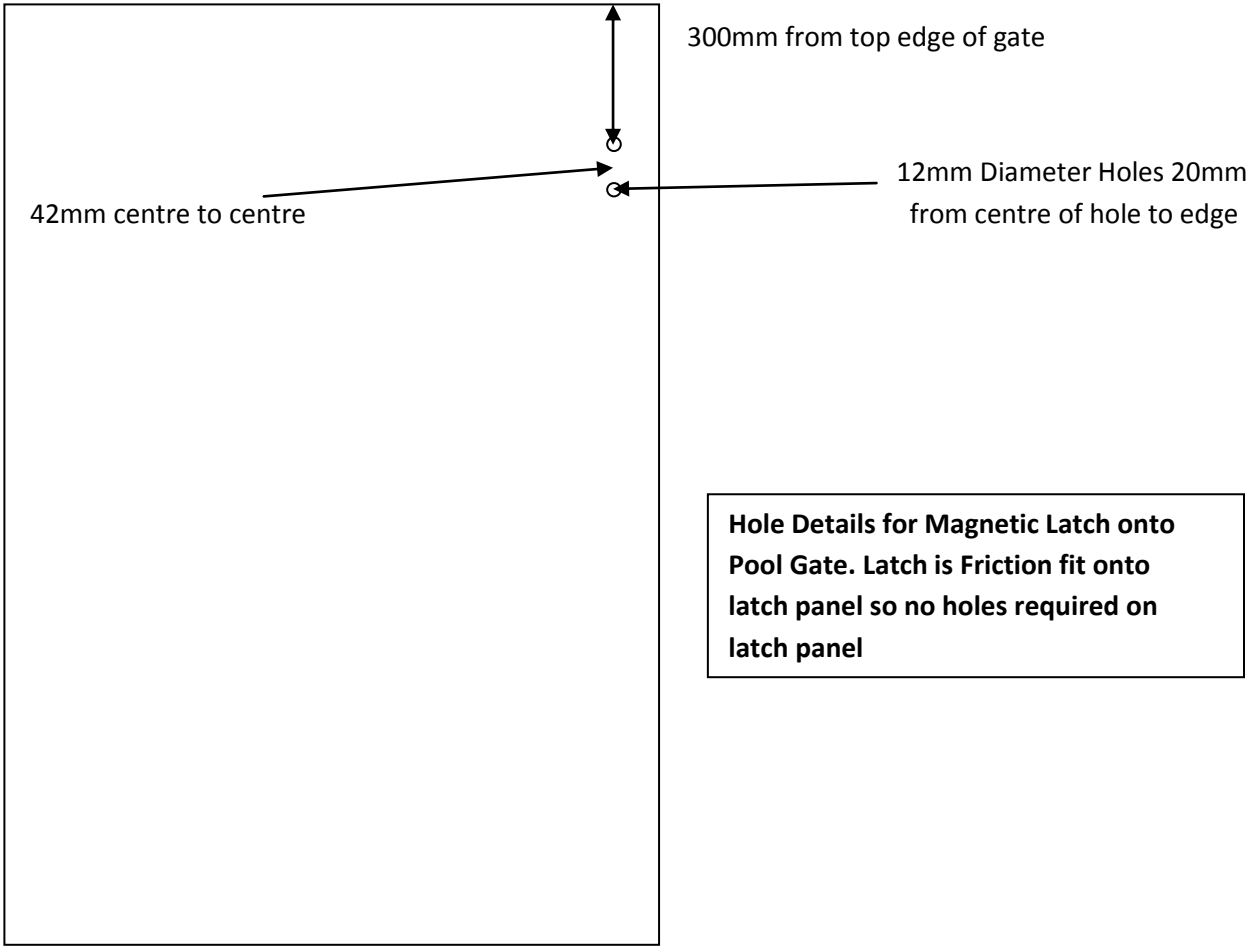 300mm from top edge of gate
12mm Diameter Holes 20mm
from centre of hole to edge
42mm centre to centre
Hole Details for Magnetic Latch onto
Pool Gate. Latch is Friction fit onto
latch panel so no holes required on
latch panel